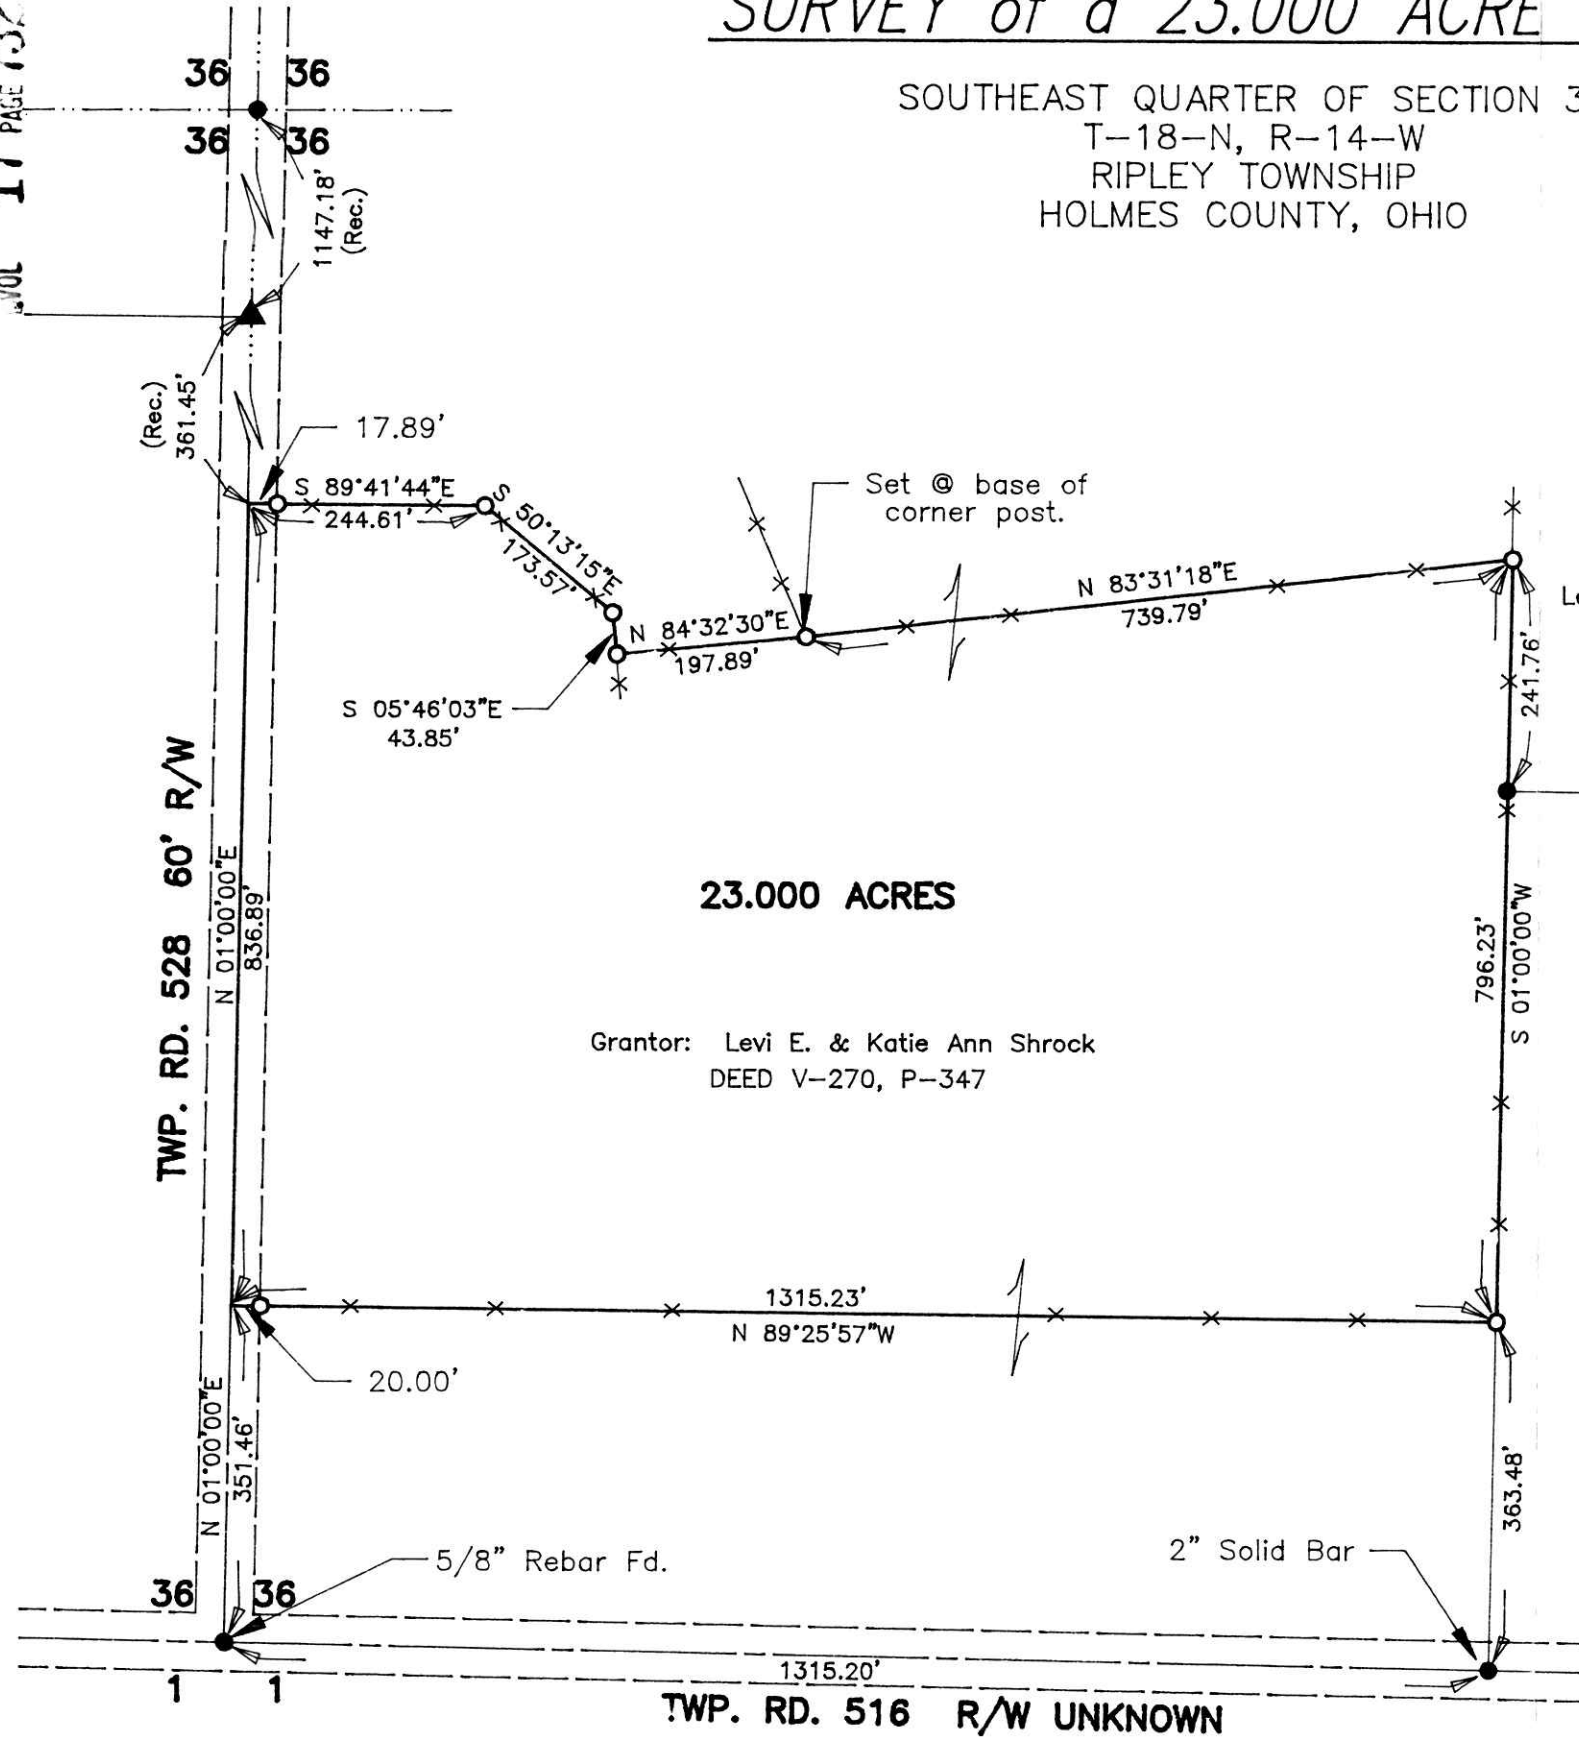 SURVEY of a 23.000 ACRE
SOUTHEAST QUARTER OF SECTION
T-18-N, R-14-W
RIPLEY TOWNSHIP
HOLMES COUNTY, OHIO
VOL 17 PAGE
36 36
36 36
1147.18'
(Rec.)
(Rec.)
361.45'
17.89'
S 89°41'44"E
244.61'
S 50°13'15"E
173.57'
Set @ base of
corner post.
N 83°31'18"E
739.79'
N 84°32'30"E
197.89'
S 05°46'03"E
43.85'
241.76'
TWP. RD. 528 60' R/W
N 01°00'00"E
836.89'
23.000 ACRES
796.23'
S 01°00'00"W
Grantor: Levi E. & Katie Ann Shrock
DEED V-270, P-347
1315.23'
N 89°25'57"W
20.00'
N 01°00'00"E
351.46'
363.48'
5/8" Rebar Fd.
2" Solid Bar
36 36
1 1
1315.20'
TWP. RD. 516 R/W UNKNOWN